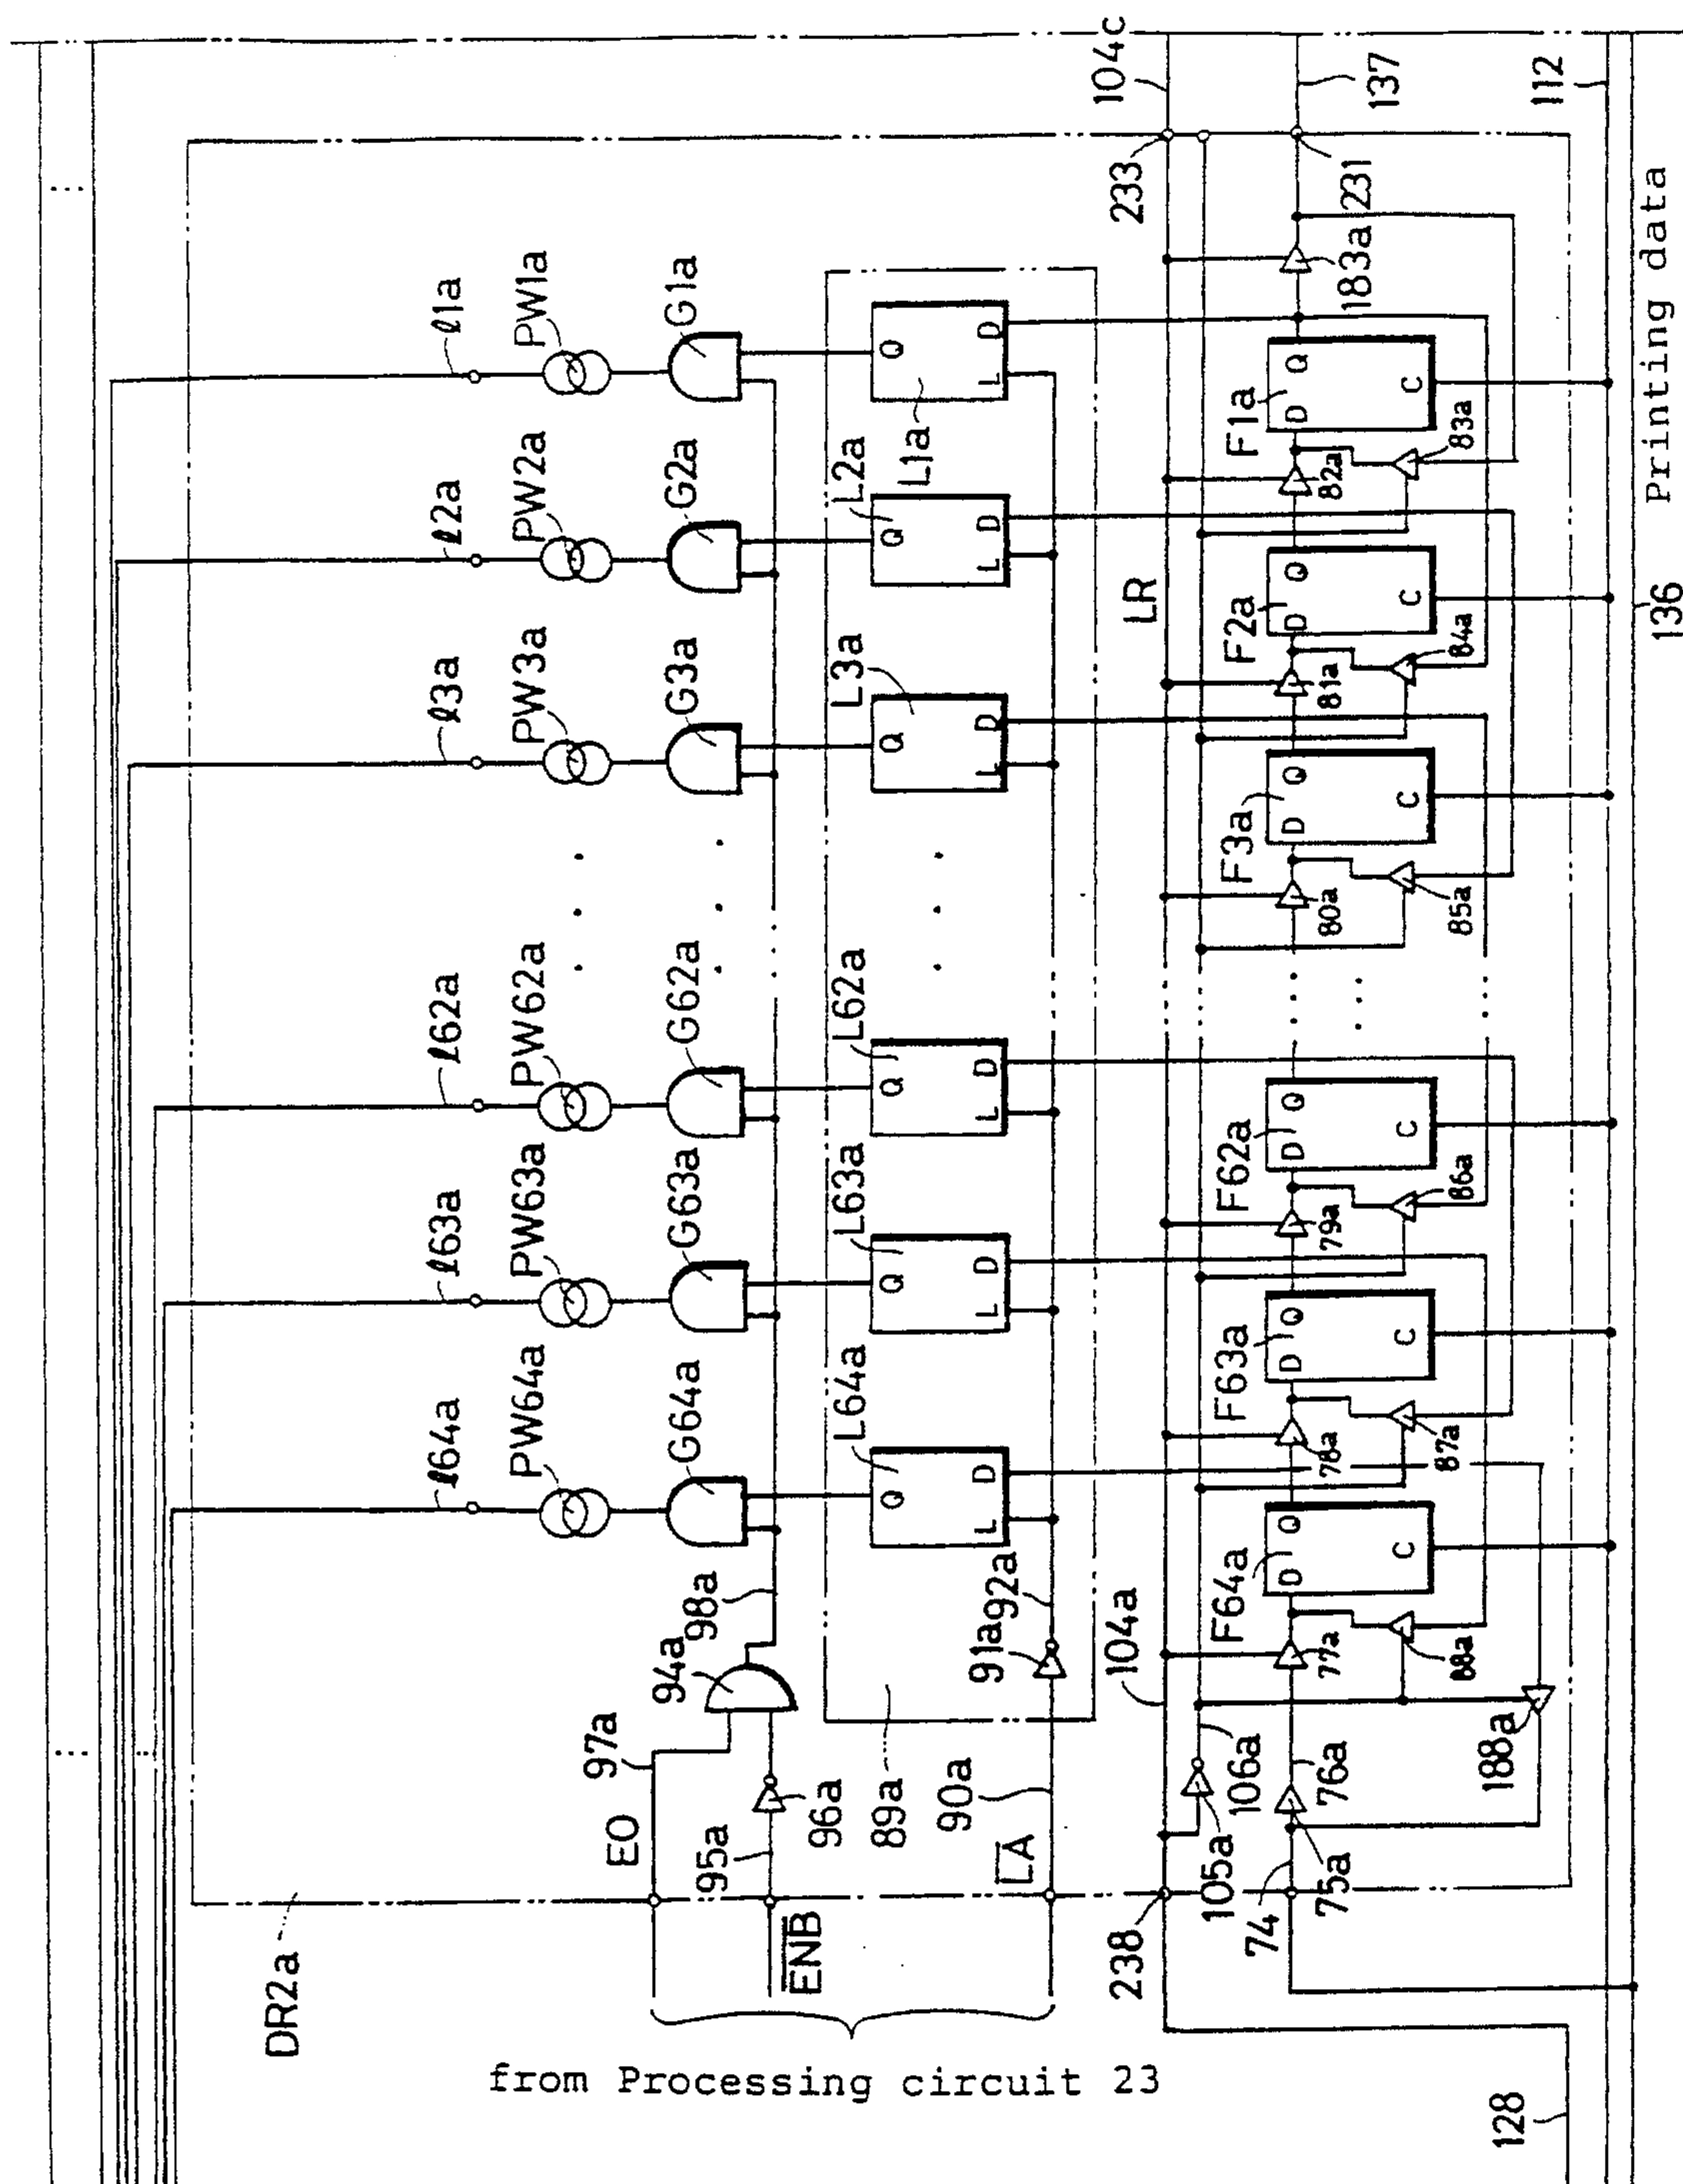 DR2a
ℓ64a
ℓ63a
ℓ62a
ℓ3a
ℓ2a
ℓ1a
PW64a
PW63a
PW62a
PW3a
PW2a
PW1a
G64a
G63a
G62a
G3a
G2a
G1a
EO
97a
94a
98a
95a
96a
ENB
L64a
L63a
L62a
L3a
L2a
L1a
Q
D
L
Q
D
L
Q
D
L
Q
D
L
Q
D
L
Q
D
L
89a
90a
91a
92a
LA
from Processing circuit 23
104a
LR
233
104c
238
105a
106a
74
75a
76a
F64a
F63a
F62a
F3a
F2a
F1a
D
Q
C
D
Q
C
D
Q
C
D
Q
C
D
Q
C
D
Q
C
77a
78a
79a
80a
81a
82a
183a
231
137
88a
87a
86a
85a
84a
83a
188a
128
112
136
Printing data